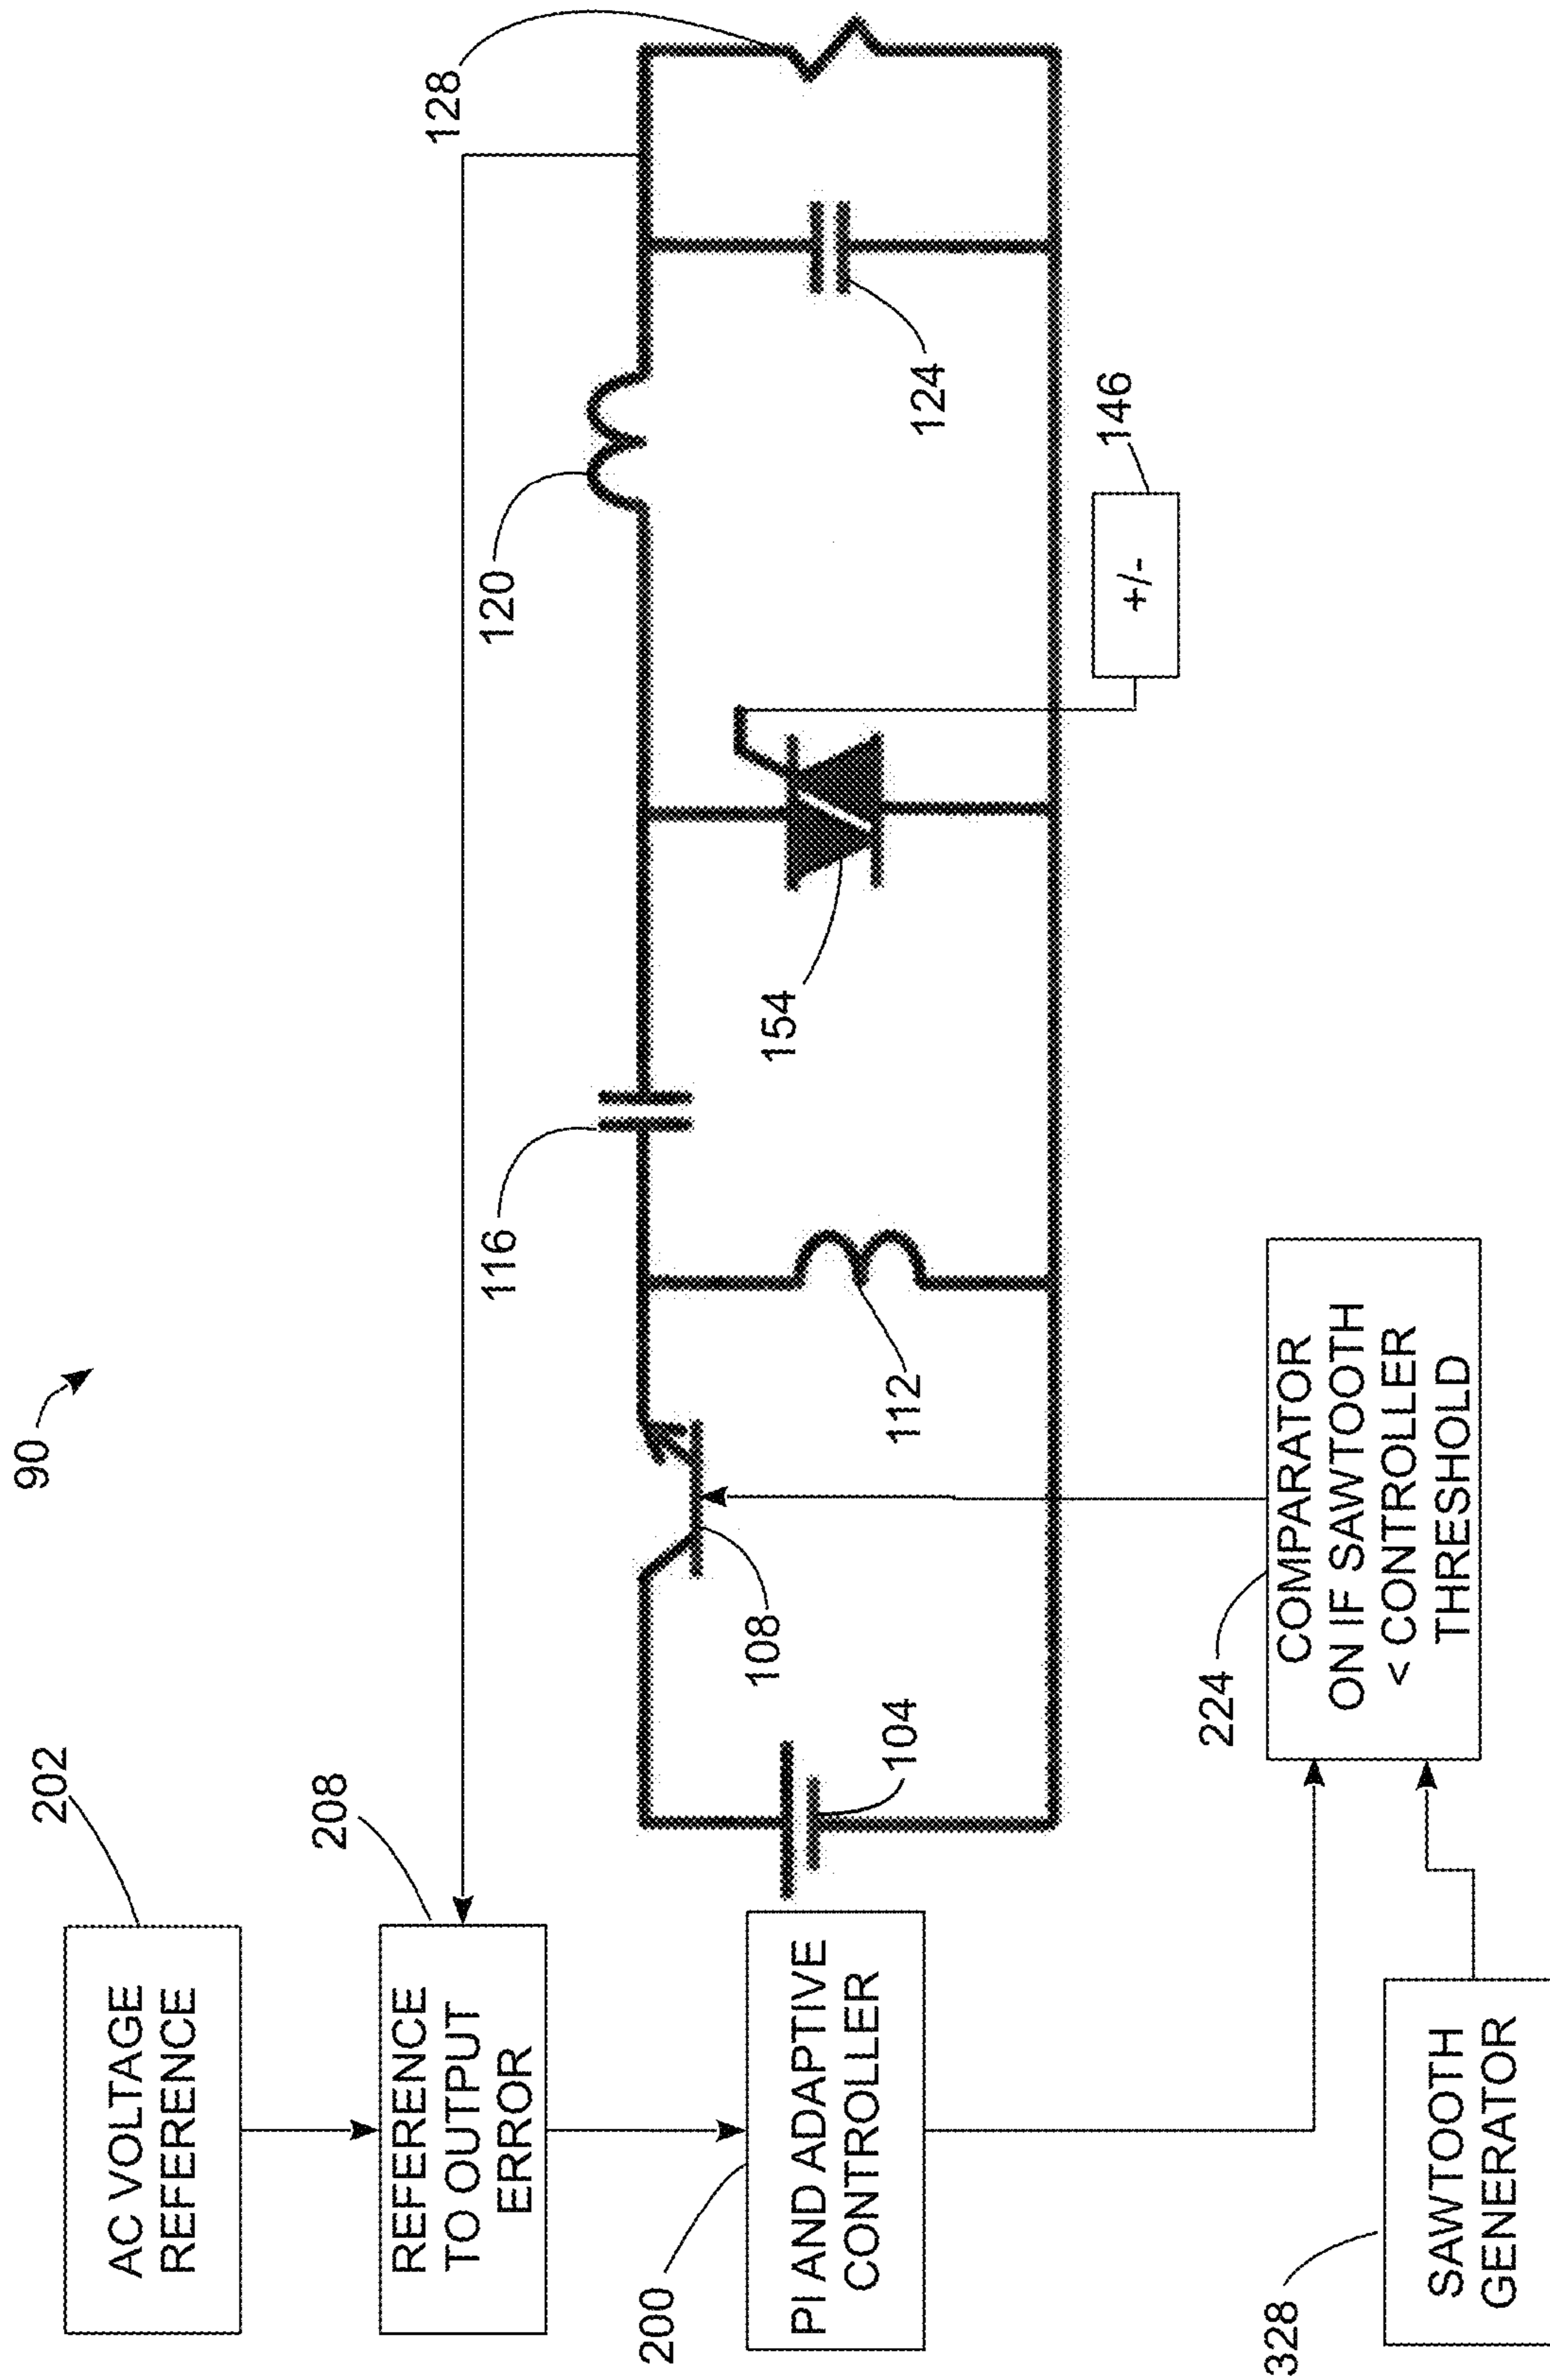 90
202
AC VOLTAGE
REFERENCE
208
REFERENCE
TO OUTPUT
ERROR
200
PI AND ADAPTIVE
CONTROLLER
328
SAWTOOTH
GENERATOR
224
COMPARATOR
ON IF SAWTOOTH
< CONTROLLER
THRESHOLD
104
108
112
116
154
120
146
+/-
124
128